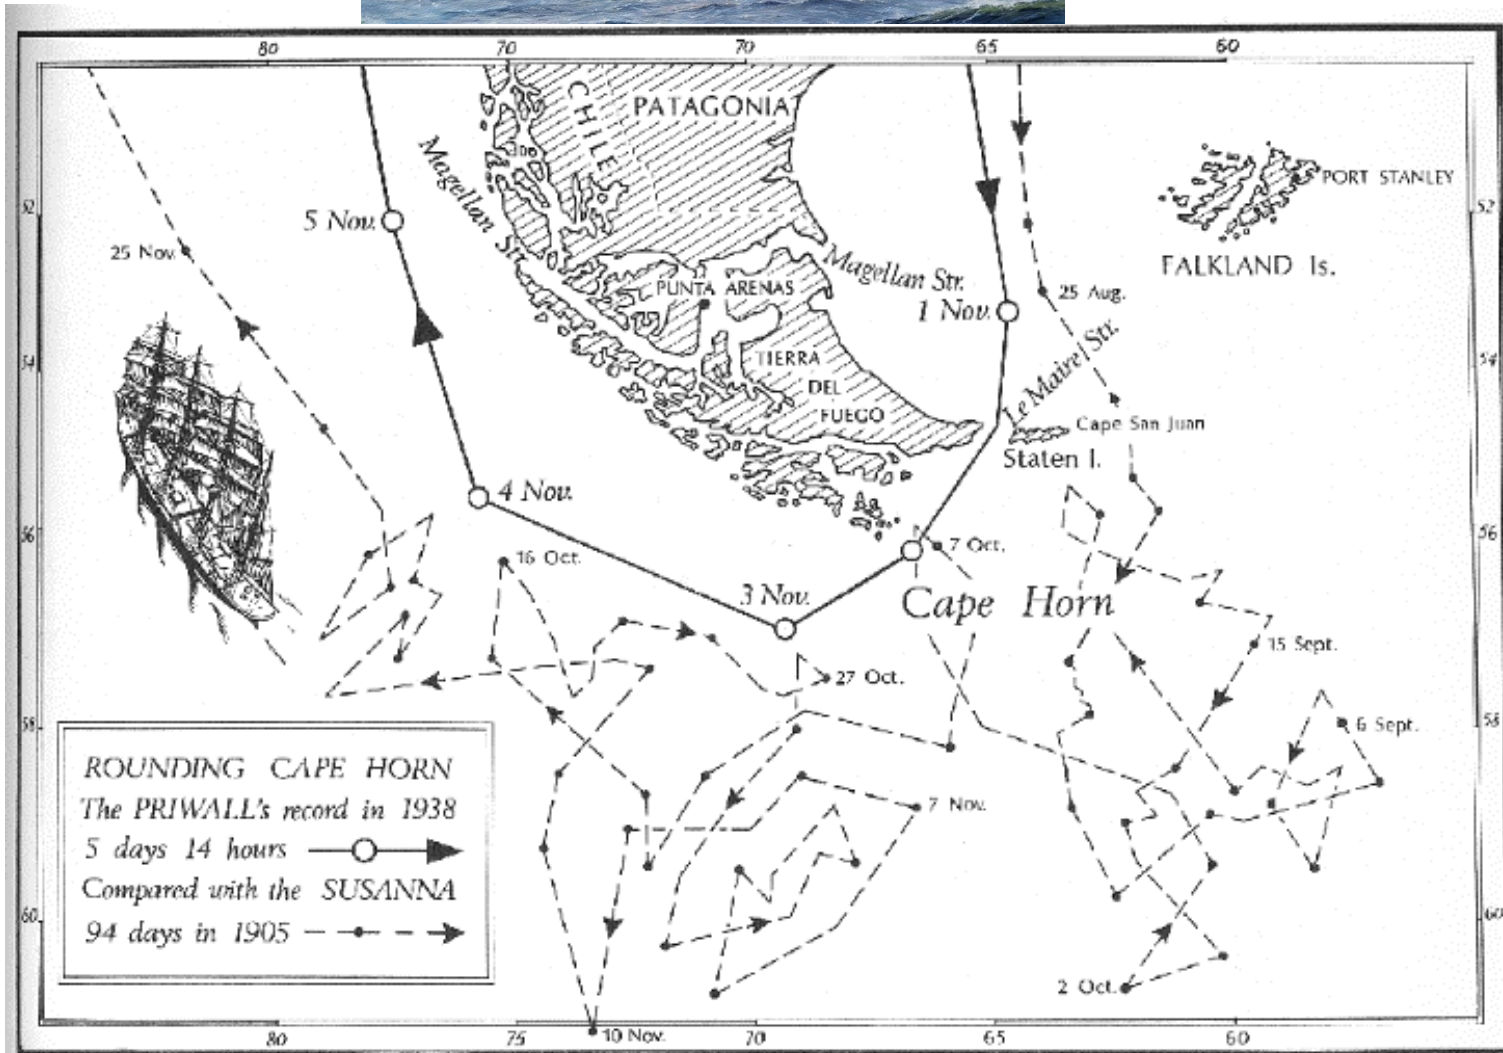 80 70 70 65 60
CHILE
PATAGONIA
Magellan Str.
PORT STANLEY
FALKLAND Is.
52
52
5 Nov.
25 Nov.
Magellan Str.
PUNTA ARENAS
1 Nov.
25 Aug.
54
54
TIERRA
DEL
FUEGO
Le Maire Str.
Cape San Juan
Staten I.
4 Nov.
56
56
16 Oct.
7 Oct.
3 Nov.
Cape Horn
15 Sept.
27 Oct.
58
58
6 Sept.
7 Nov.
ROUNDING CAPE HORN
The PRIWALL's record in 1938
5 days 14 hours
Compared with the SUSANNA
94 days in 1905
60
60
2 Oct.
10 Nov.
80 75 70 65 60